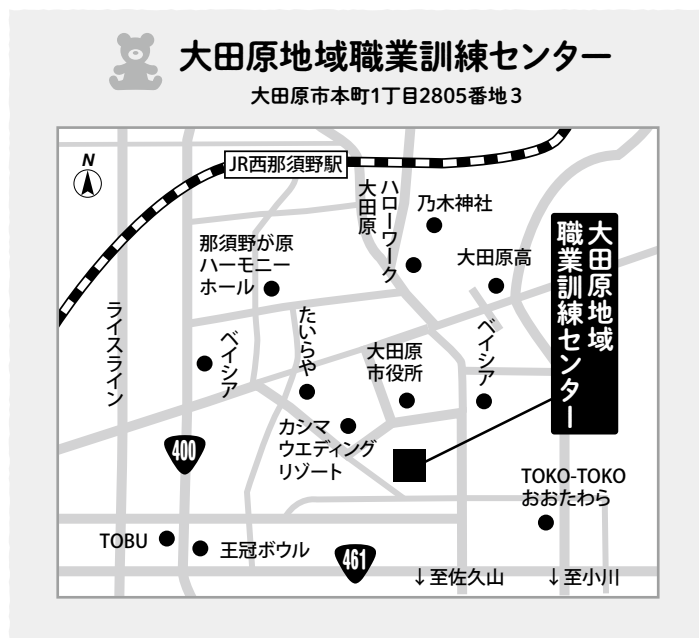 大田原地域職業訓練センター
大田原市本町1丁目2805番地3
N
JR西那須野駅
大田原
ハローワーク
乃木神社
大田原高
那須野が原
ハーモニー
ホール
大田原地域
職業訓練センター
ライスライン
ベイシア
たいらや
大田原
市役所
ベイシア
カシマ
ウエディング
リゾート
400
TOKO-TOKO
おおたわら
TOBU
王冠ボウル
461
↓至佐久山
↓至小川